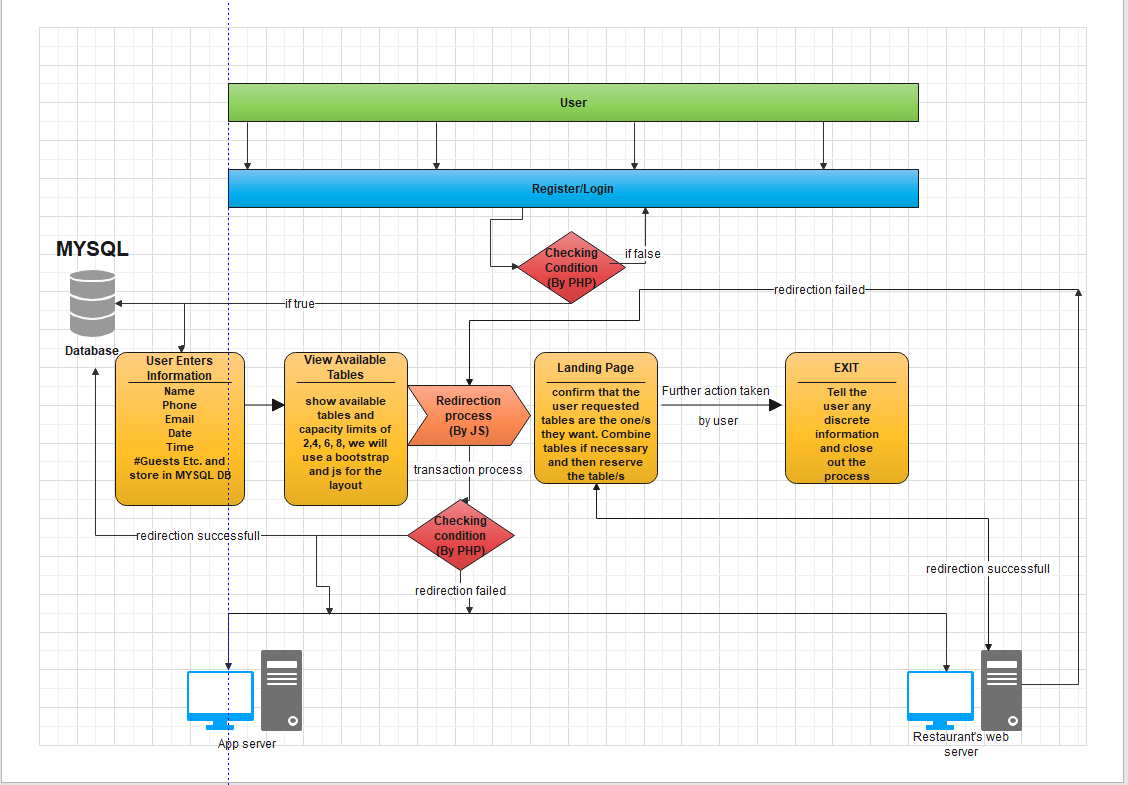 User
Register/Login
Checking
Condition
(By PHP)
if false
MYSQL
redirection failed
if true
Database
User Enters
Information
Name
Phone
Email
Date
Time
#Guests Etc. and
store in MYSQL DB
View Available
Tables
show available
tables and
capacity limits of
2,4, 6, 8, we will
use a bootstrap
and js for the
layout
Redirection
process
(By JS)
Landing Page
confirm that the
user requested
tables are the one/s
they want. Combine
tables if necessary
and then reserve
the table/s
Further action taken
by user
EXIT
Tell the
user any
discrete
information
and close
out the
process
transaction process
Checking
condition
(By PHP)
redirection successfull
redirection failed
redirection successfull
App server
Restaurant's web
server